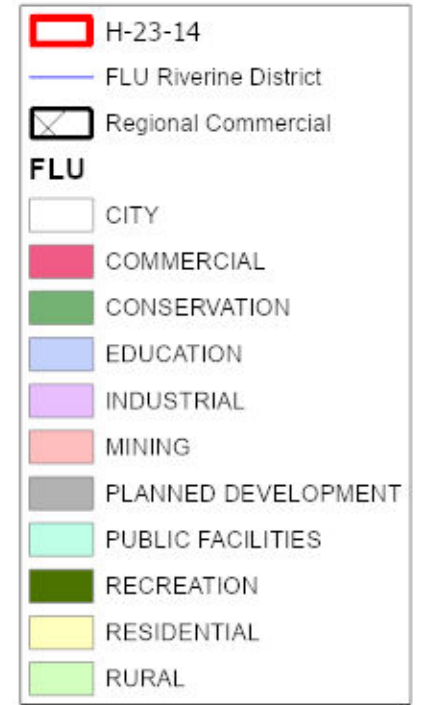 H-23-14
FLU Riverine District
Regional Commercial
FLU
CITY
COMMERCIAL
CONSERVATION
EDUCATION
INDUSTRIAL
MINING
PLANNED DEVELOPMENT
PUBLIC FACILITIES
RECREATION
RESIDENTIAL
RURAL